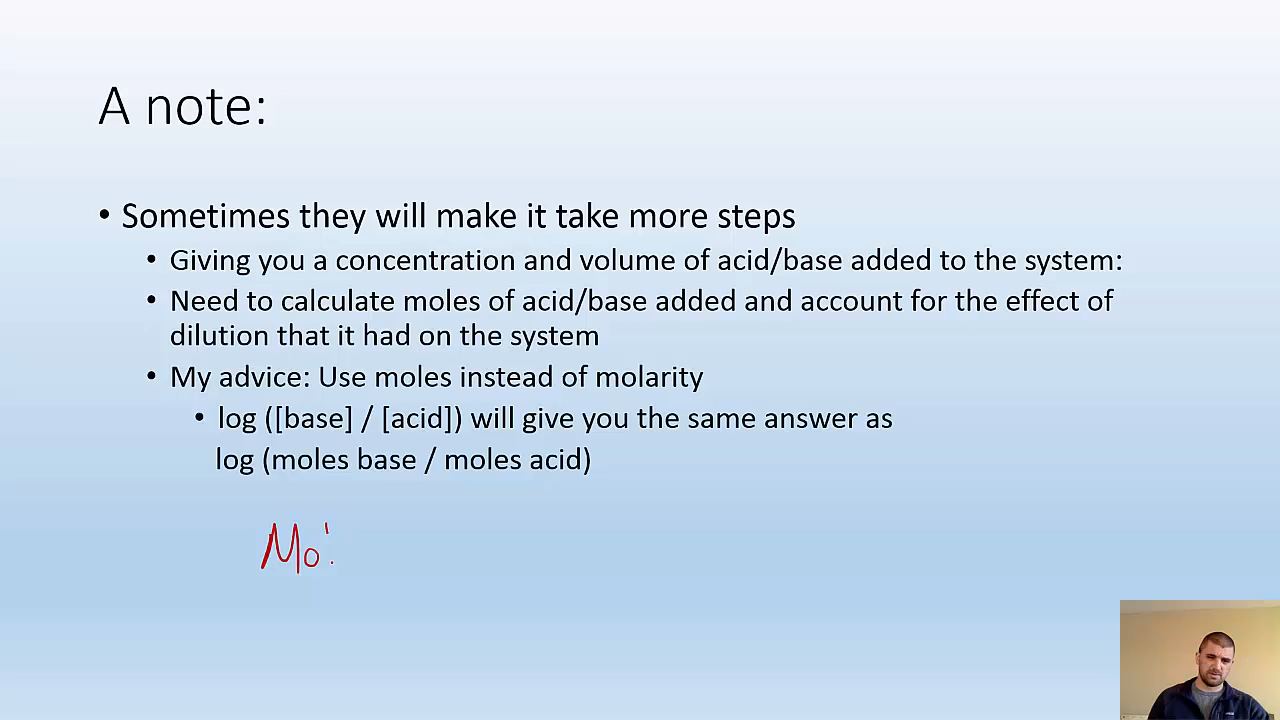 A note:
• Sometimes they will make it take more steps
• Giving you a concentration and volume of acid/base added to the system:
• Need to calculate moles of acid/base added and account for the effect of
dilution that it had on the system
• My advice: Use moles instead of molarity
• log ([base] / [acid]) will give you the same answer as
log (moles base / moles acid)
Mo